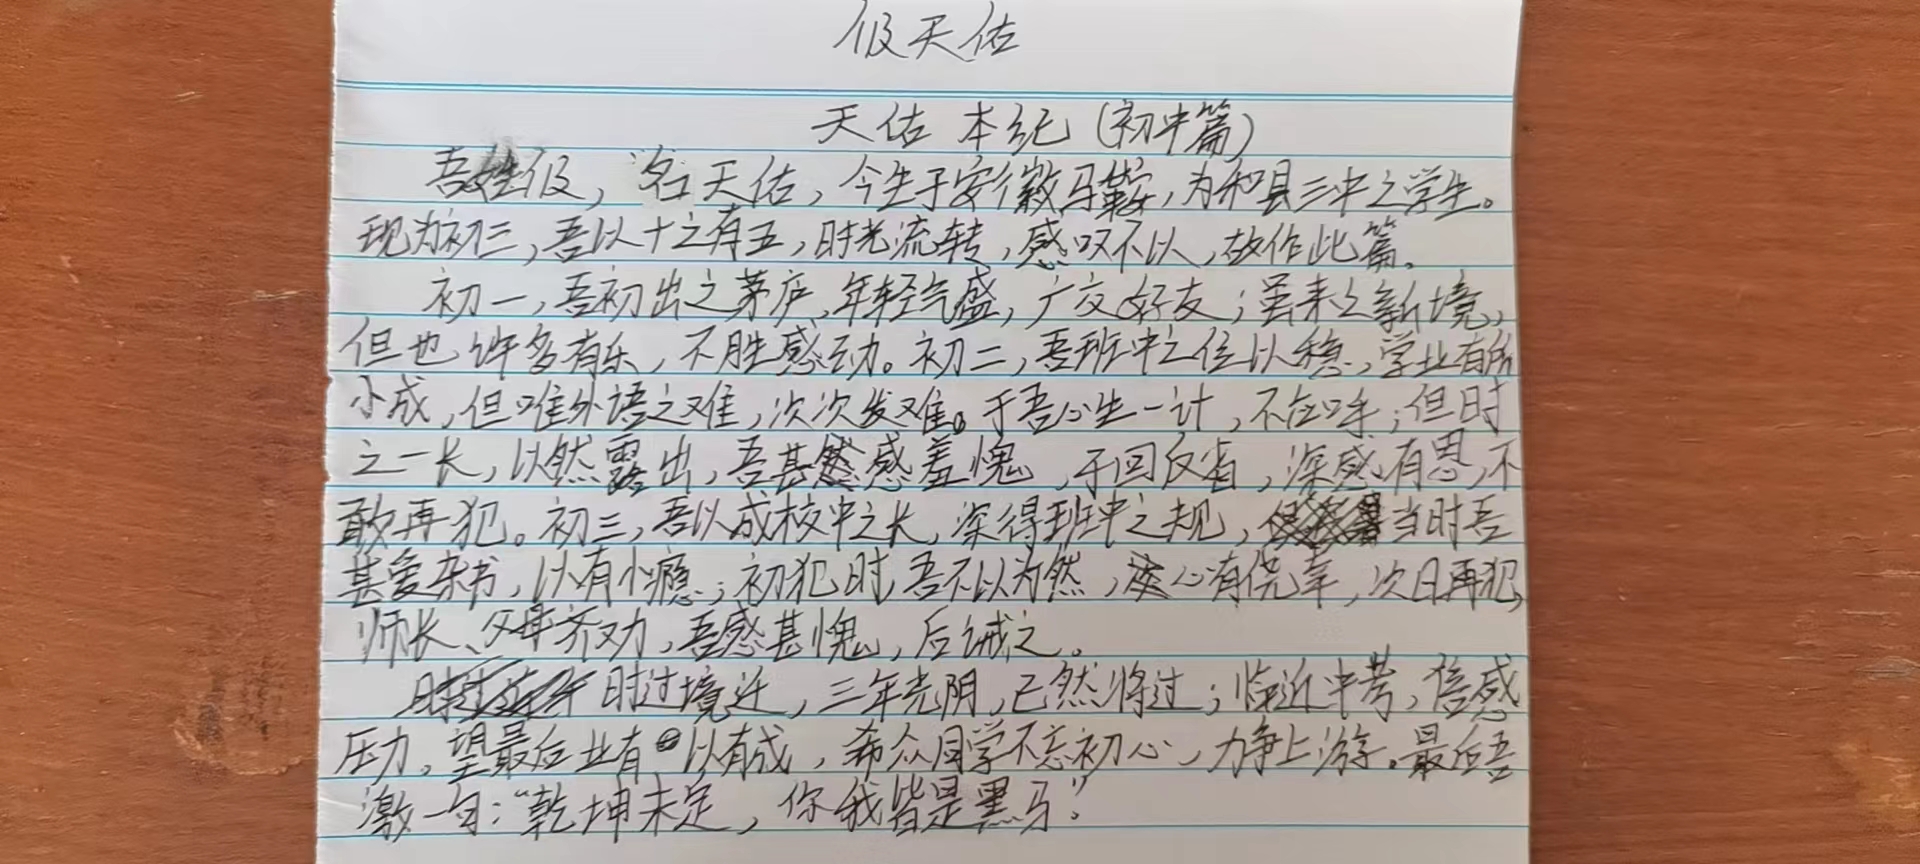 伋天佑
天佑 本纪(初中篇)
吾姓伋，名天佑，今生于安徽马鞍，为和县三中之学生。
现为初三，吾以十之有五，时光流转，感叹不以，故作此篇。
初一，吾初出之茅庐，年轻气盛，广交好友；虽来之新境，
但也许多有乐，不胜感动。初二，吾班中之位以稳，学业有所
小成，但唯外语之难，次次发难。于吾心生一计，不在呼；但时
之一长，以然露出，吾甚感羞愧，于回反省，深感有思，不
敢再犯。初三，吾以成校中之长，深得班中之规，当时吾
甚爱杂书，以有小瘾；初犯时，吾不以为然，心有侥幸，次日再犯，
师长、父母齐劝，吾感甚愧，后诫之。
时过境迁，三年光阴，已然将过；临近中考，倍感
压力，望最后业有以有成，希众同学不忘初心，力争上游。最后吾
激一句：“乾坤未定，你我皆是黑马。”